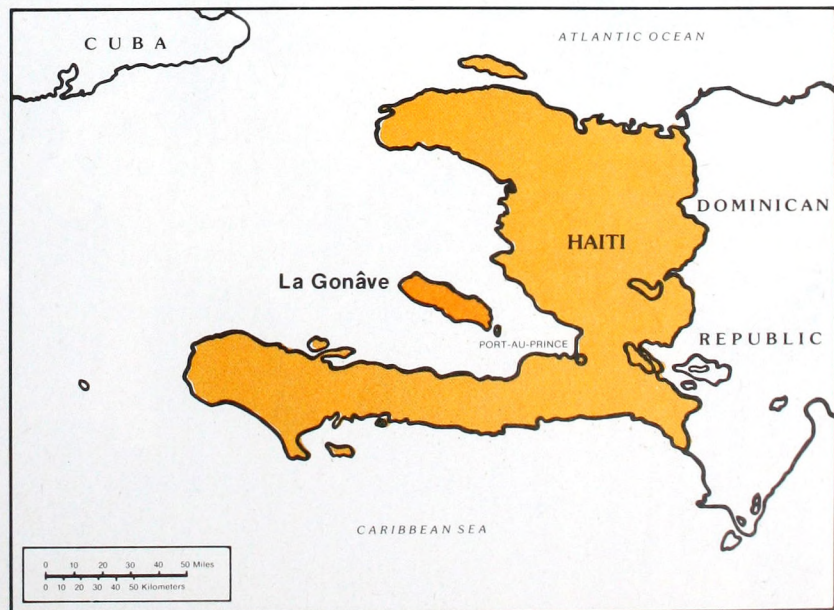 CUBA
ATLANTIC OCEAN
DOMINICAN
HAITI
La Gonâve
REPUBLIC
PORT-AU-PRINCE
CARIBBEAN SEA
0 10 20 30 40 50 Miles
0 10 20 30 40 50 Kilometers